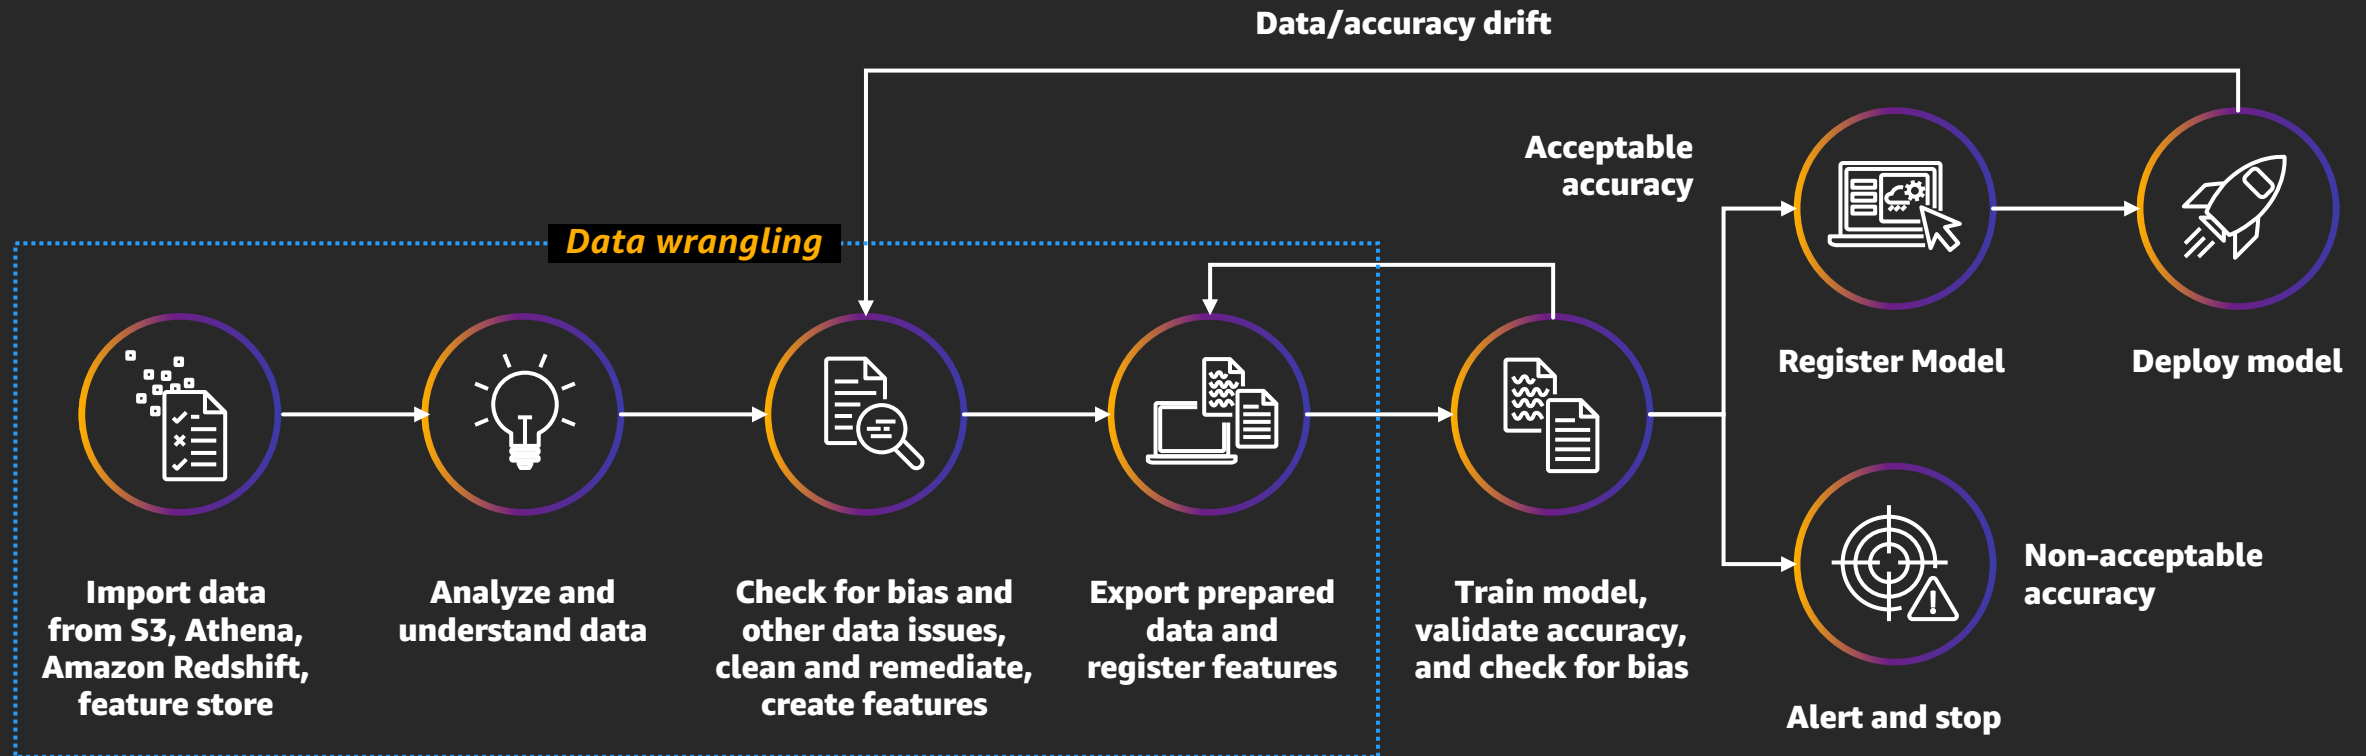 Data/accuracy drift
Acceptable
accuracy
Data wrangling
Register Model
Deploy model
Import data
from S3, Athena,
Amazon Redshift,
feature store
Analyze and
understand data
Check for bias and
other data issues,
clean and remediate,
create features
Export prepared
data and
register features
Train model,
validate accuracy,
and check for bias
Non-acceptable
accuracy
Alert and stop